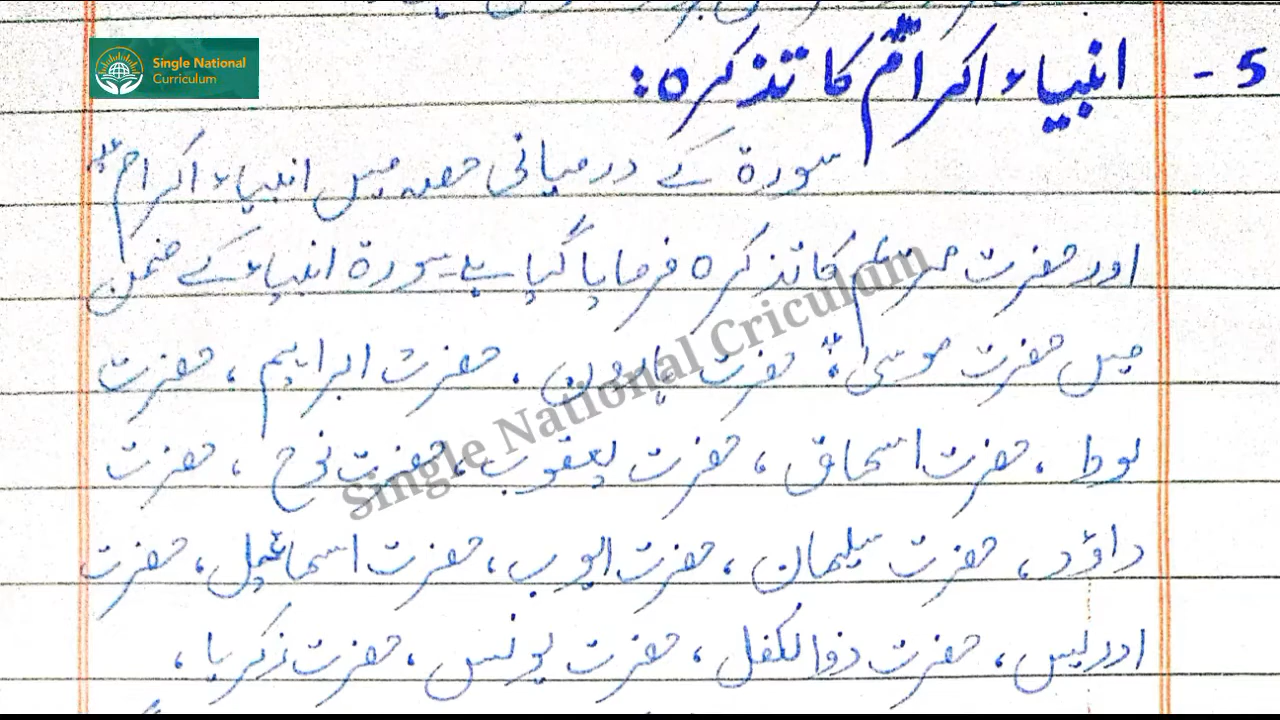 Single National
Curriculum
5- انبیاء اکرامؑ کا تذکرہ:
سورۃ کے درمیانی حصہ میں انبیاء اکرامؑ
اور حضرت مریم کا تذکرہ فرمایا گیا ہے۔ سورۃ انبیاء کے ضمن
میں حضرت موسیٰؑ، حضرت ہارون، حضرت ابراہیم، حضرت
لوط، حضرت اسحاق، حضرت یعقوب، حضرت نوح، حضرت
داؤد، حضرت سلیمان، حضرت ایوب، حضرت اسماعیل، حضرت
ادریس، حضرت ذوالکفل، حضرت یونس، حضرت زکریا،
Single National Criculum